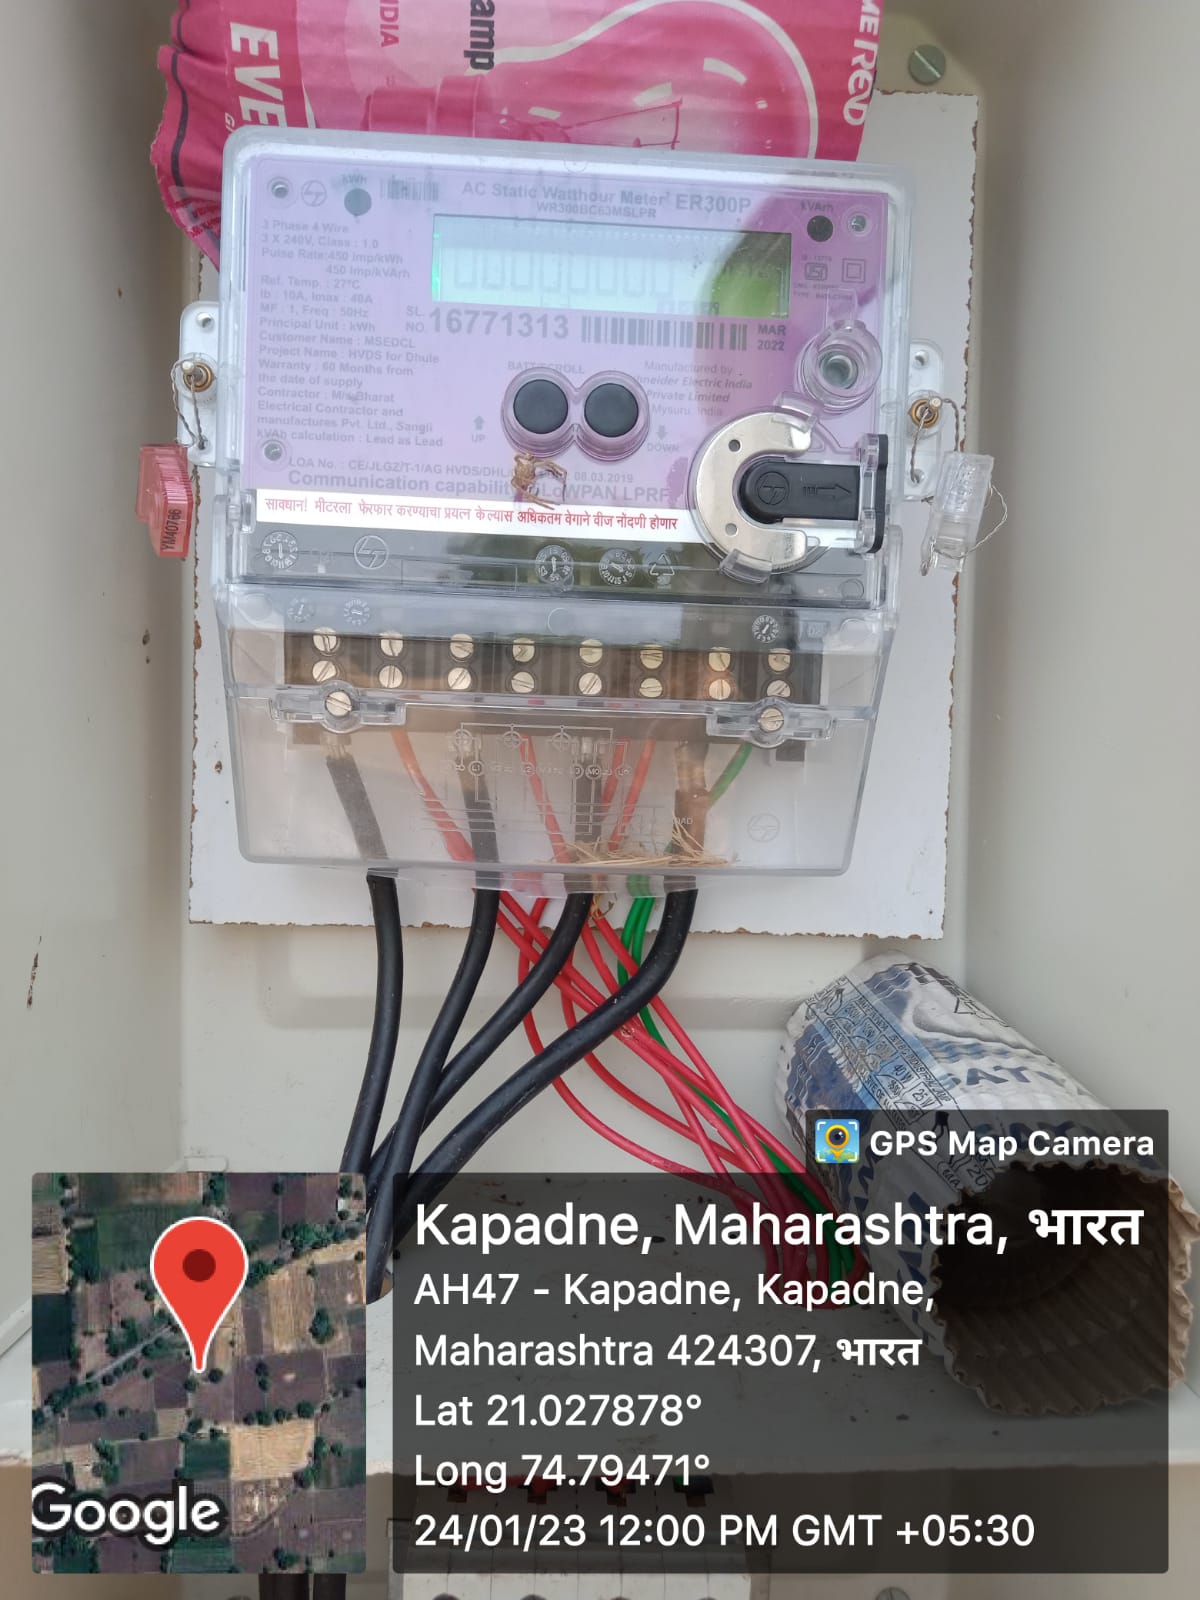 EVE
INDIA
amp
AC Static Watthour Meter ER300P
WR300BC63MSLPR
kWh
kVArh
3 Phase 4 Wire
3 X 240V, Class : 1.0
Pulse Rate:450 imp/kWh
450 imp/kVArh
Ref. Temp. : 27°C
Ib : 10A, Imax : 40A
MF : 1, Freq : 50Hz
Principal Unit : kWh
Customer Name : MSEDCL
Project Name : HVDS for Dhule
Warranty : 60 Months from
the date of supply
Contractor : M/s Bharat
Electrical Contractor and
manufactures Pvt. Ltd., Sangli
kVAh calculation : Lead as Lead
SL.
NO. 16771313
MAR
2022
BATT/SCROLL
UP
DOWN
Manufactured by
neider Electric India
Private Limited
Mysuru, India
LOA No. : CE/JLGZ/T-1/AG HVDS/DHL/ 08.03.2019
Communication capability LoWPAN LPRF
सावधान! मीटरला फेरफार करण्याचा प्रयत्न केल्यास अधिकतम वेगाने वीज नोंदणी होणार
YM40766
40W
25W
GPS Map Camera
Kapadne, Maharashtra, भारत
AH47 - Kapadne, Kapadne,
Maharashtra 424307, भारत
Lat 21.027878°
Long 74.79471°
24/01/23 12:00 PM GMT +05:30
Google